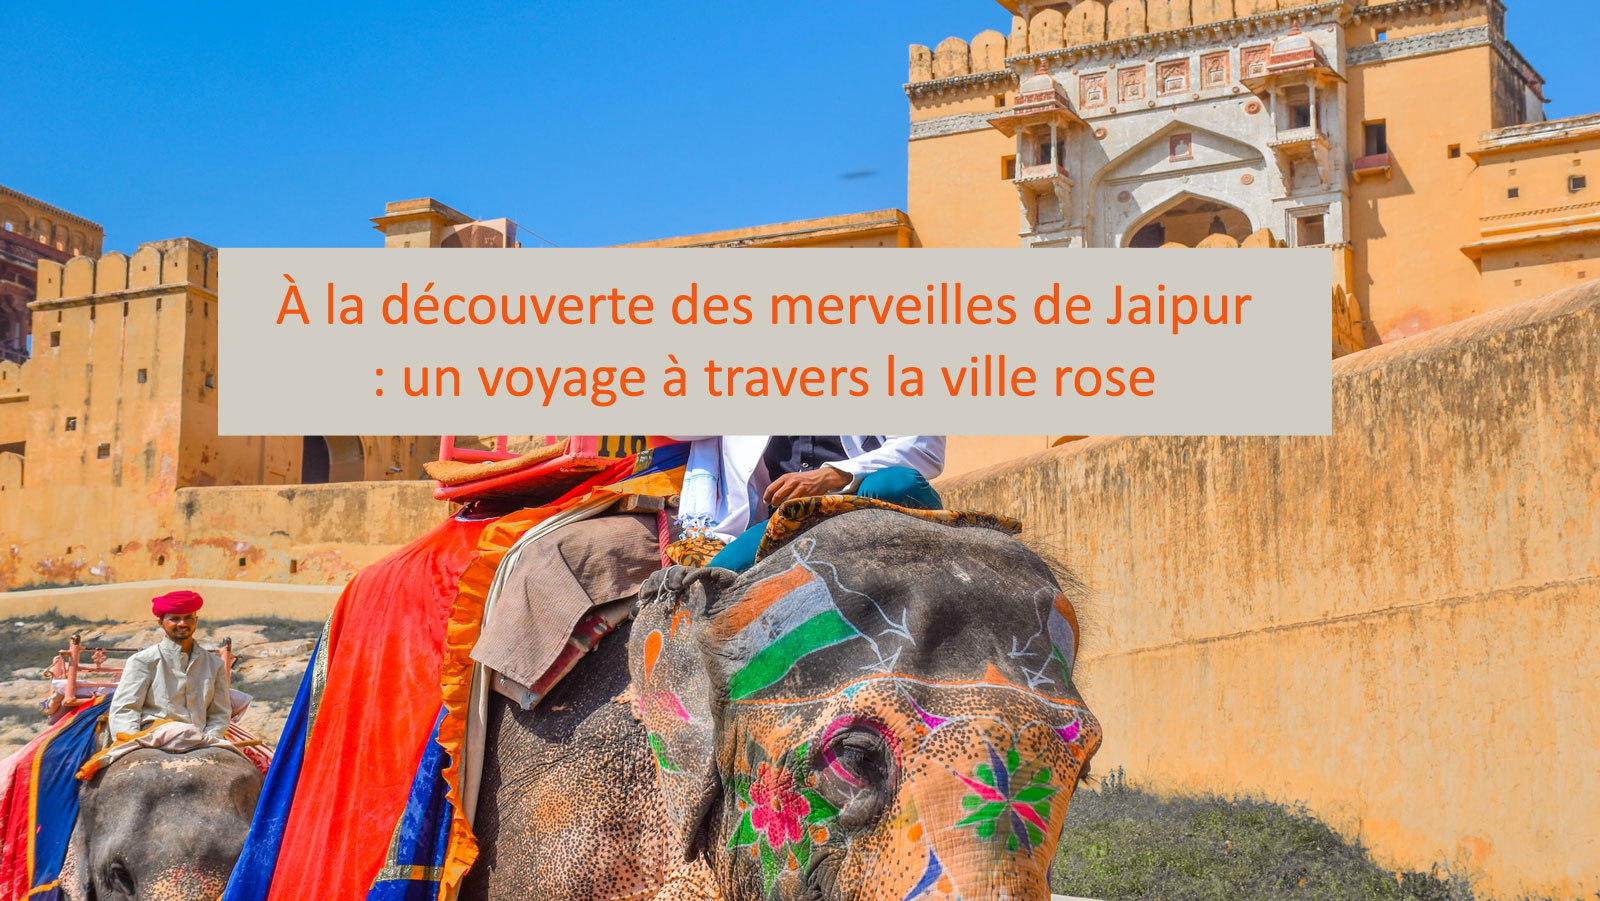 À la découverte des merveilles de Jaipur
: un voyage à travers la ville rose